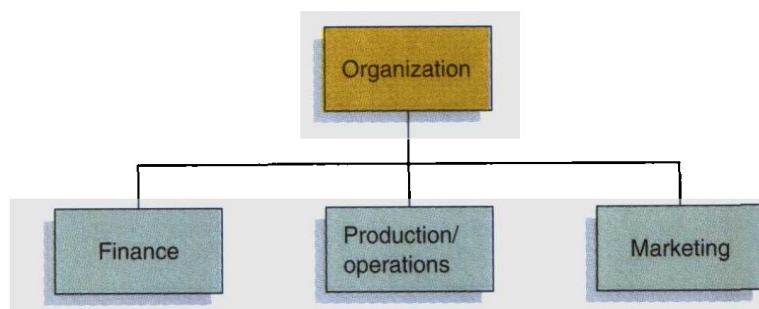 Organization
Finance
Production/
operations
Marketing